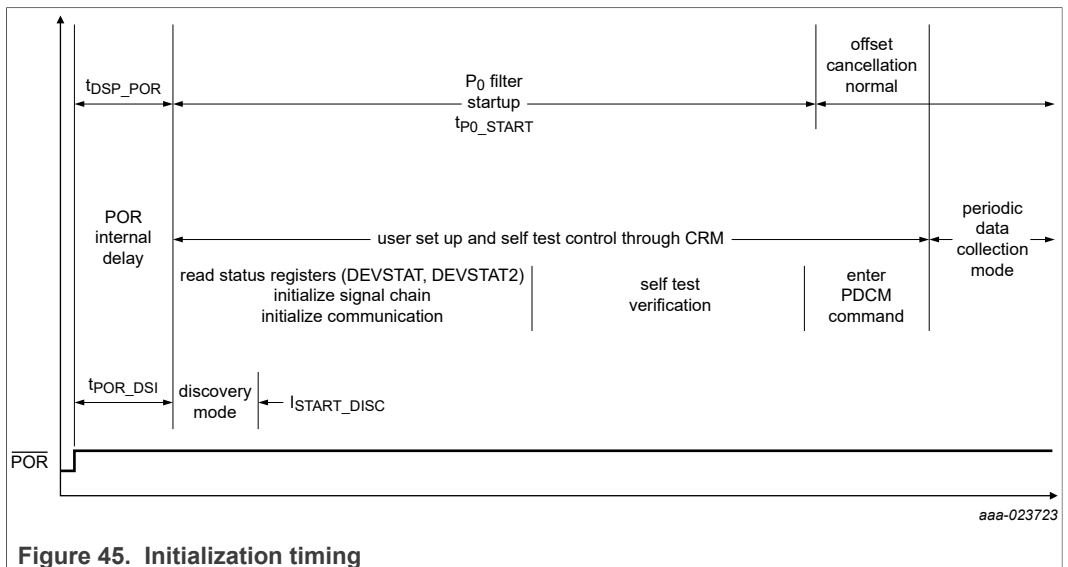 offset
cancellation
normal
tDSP_POR
P0 filter
startup
tP0_START
POR
internal
delay
user set up and self test control through CRM
periodic
data
collection
mode
read status registers (DEVSTAT, DEVSTAT2)
initialize signal chain
initialize communication
self test
verification
enter
PDCM
command
tPOR_DSI
discovery
mode
ISTART_DISC
POR
aaa-023723
Figure 45. Initialization timing